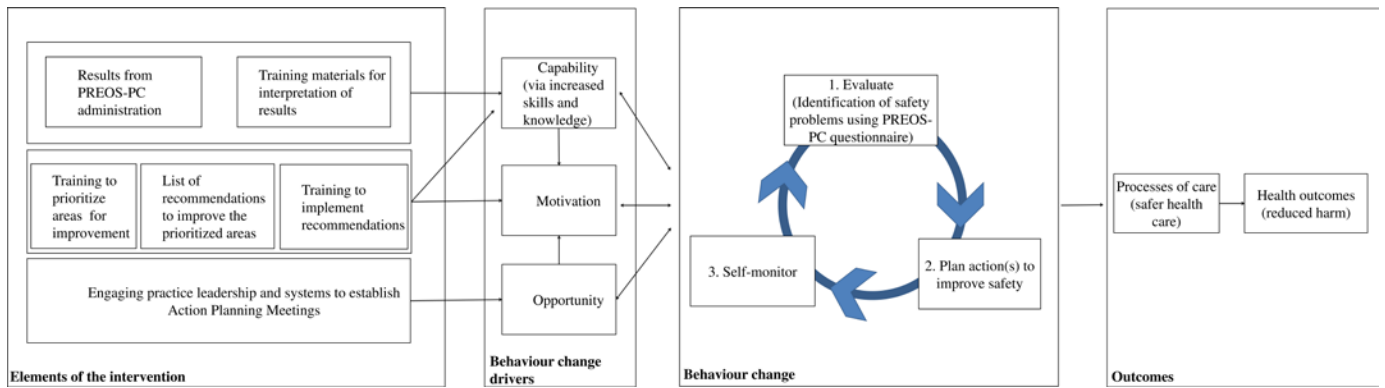 Results from
PREOS-PC
administration
Training materials for
interpretation of
results
Training to
prioritize
areas for
improvement
List of
recommendations
to improve the
prioritized areas
Training to
implement
recommendations
Engaging practice leadership and systems to establish
Action Planning Meetings
Elements of the intervention
Capability
(via increased
skills and
knowledge)
Motivation
Opportunity
Behaviour change
drivers
1. Evaluate
(Identification of safety
problems using PREOS-
PC questionnaire)
2. Plan action(s) to
improve safety
3. Self-monitor
Behaviour change
Processes of care
(safer health
care)
Health outcomes
(reduced harm)
Outcomes